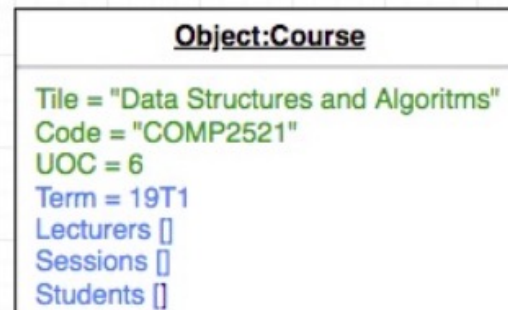 Object:Course
Tile = "Data Structures and Algoritms"
Code = "COMP2521"
UOC = 6
Term = 19T1
Lecturers []
Sessions []
Students []